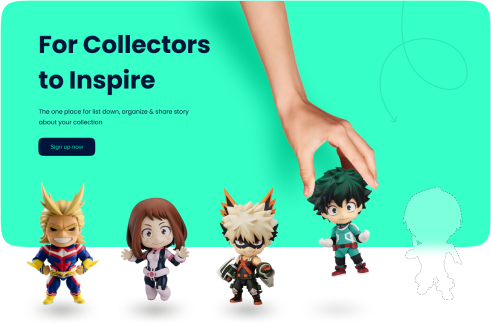 For Collectors
to Inspire
The one place for list down, organize & share story
about your collection
Sign up now